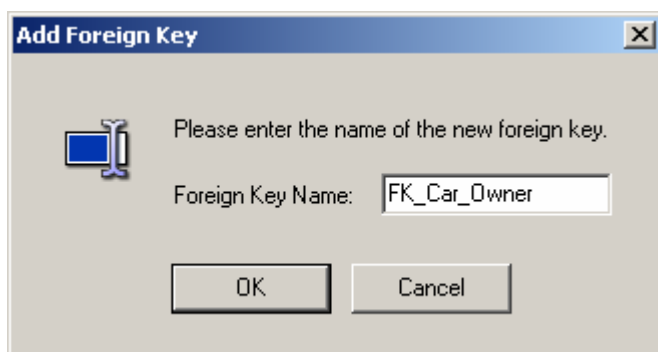 Add Foreign Key
Please enter the name of the new foreign key.
Foreign Key Name: FK_Car_Owner
OK Cancel